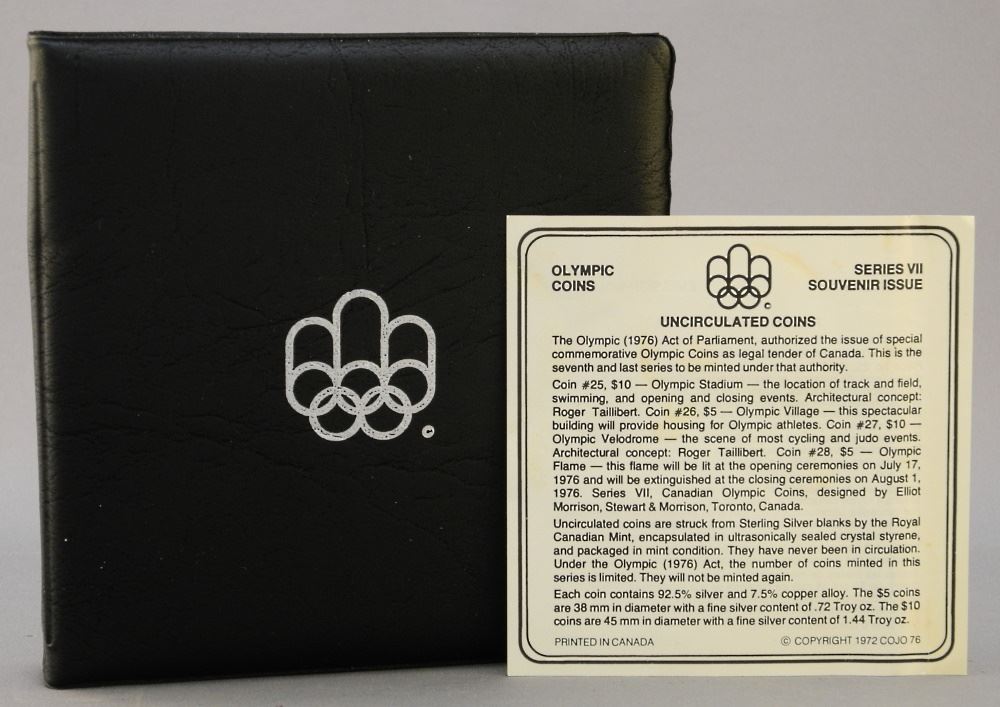 OLYMPIC
COINS
SERIES VII
SOUVENIR ISSUE
UNCIRCULATED COINS
The Olympic (1976) Act of Parliament, authorized the issue of special
commemorative Olympic Coins as legal tender of Canada. This is the
seventh and last series to be minted under that authority.
Coin #25, $10 — Olympic Stadium — the location of track and field,
swimming, and opening and closing events. Architectural concept:
Roger Taillibert. Coin #26, $5 — Olympic Village — this spectacular
building will provide housing for Olympic athletes. Coin #27, $10 —
Olympic Velodrome — the scene of most cycling and judo events.
Architectural concept: Roger Taillibert. Coin #28, $5 — Olympic
Flame — this flame will be lit at the opening ceremonies on July 17,
1976 and will be extinguished at the closing ceremonies on August 1,
1976. Series VII, Canadian Olympic Coins, designed by Elliot
Morrison, Stewart & Morrison, Toronto, Canada.
Uncirculated coins are struck from Sterling Silver blanks by the Royal
Canadian Mint, encapsulated in ultrasonically sealed crystal styrene,
and packaged in mint condition. They have never been in circulation.
Under the Olympic (1976) Act, the number of coins minted in this
series is limited. They will not be minted again.
Each coin contains 92.5% silver and 7.5% copper alloy. The $5 coins
are 38 mm in diameter with a fine silver content of .72 Troy oz. The $10
coins are 45 mm in diameter with a fine silver content of 1.44 Troy oz.
PRINTED IN CANADA
© COPYRIGHT 1972 COJO 76